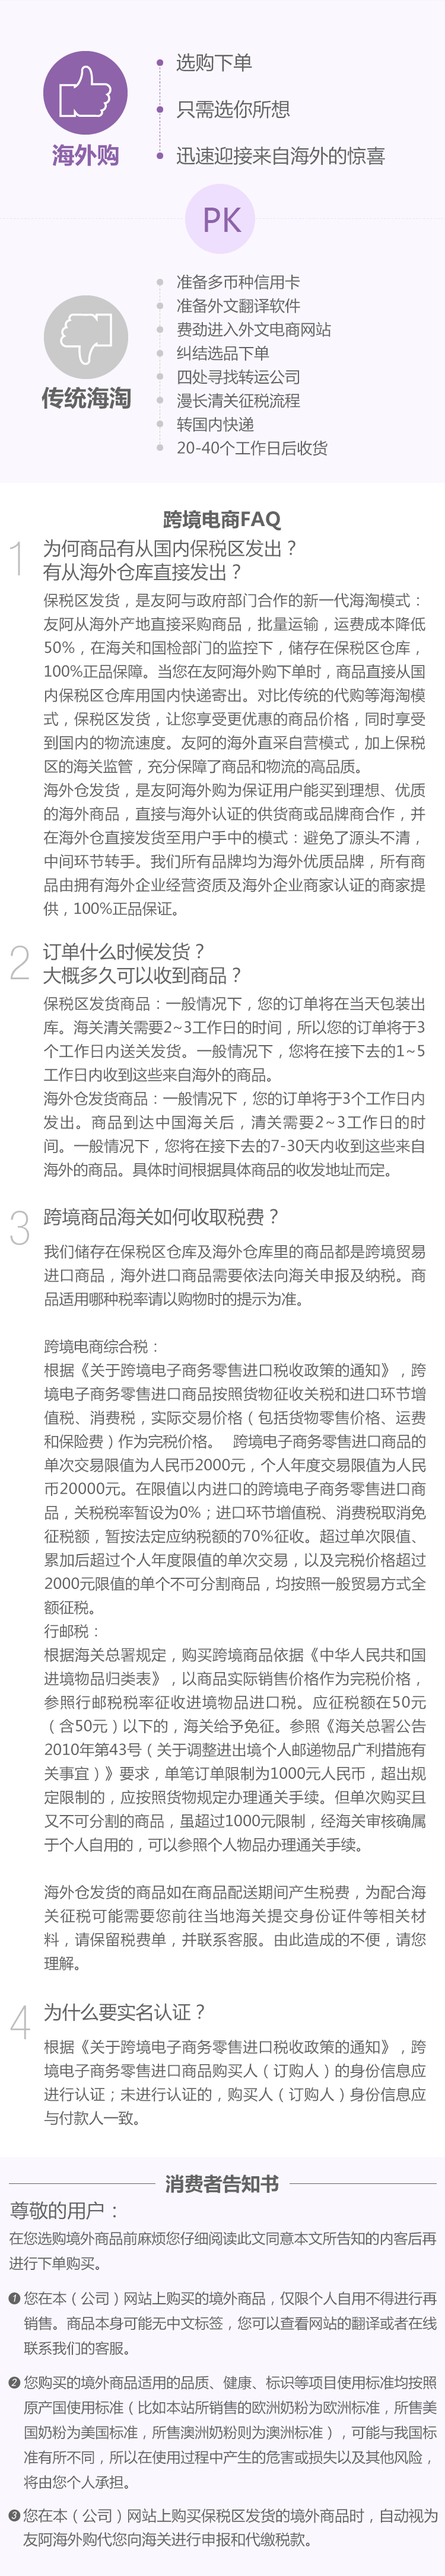 选购下单
只需选你所想
海外购
迅速迎接来自海外的惊喜
PK
准备多币种信用卡
准备外文翻译软件
费劲进入外文电商网站
纠结选品下单
四处寻找转运公司
传统海淘
漫长清关征税流程
转国内快递
20-40个工作日后收货
跨境电商FAQ
1 为何商品有从国内保税区发出？
有从海外仓库直接发出？
保税区发货，是友阿与政府部门合作的新一代海淘模式：
友阿从海外产地直接采购商品，批量运输，运费成本降低
50%，在海关和国检部门的监控下，储存在保税区仓库，
100%正品保障。当您在友阿海外购下单时，商品直接从国
内保税区仓库用国内快递寄出。对比传统的代购等海淘模
式，保税区发货，让您享受更优惠的商品价格，同时享受
到国内的物流速度。友阿的海外直采自营模式，加上保税
区的海关监管，充分保障了商品和物流的高品质。
海外仓发货，是友阿海外购为保证用户能买到理想、优质
的海外商品，直接与海外认证的供货商或品牌商合作，并
在海外仓直接发货至用户手中的模式：避免了源头不清，
中间环节转手。我们所有品牌均为海外优质品牌，所有商
品由拥有海外企业经营资质及海外企业商家认证的商家提
供，100%正品保证。
2 订单什么时候发货？
大概多久可以收到商品？
保税区发货商品：一般情况下，您的订单将在当天包装出
库。海关清关需要2~3工作日的时间，所以您的订单将于3
个工作日内送关发货。一般情况下，您将在接下去的1~5
工作日内收到这些来自海外的商品。
海外仓发货商品：一般情况下，您的订单将于3个工作日内
发出。商品到达中国海关后，清关需要2~3工作日的时
间。一般情况下，您将在接下去的7-30天内收到这些来自
海外的商品。具体时间根据具体商品的收发地址而定。
3 跨境商品海关如何收取税费？
我们储存在保税区仓库及海外仓库里的商品都是跨境贸易
进口商品，海外进口商品需要依法向海关申报及纳税。商
品适用哪种税率请以购物时的提示为准。
跨境电商综合税：
根据《关于跨境电子商务零售进口税收政策的通知》，跨
境电子商务零售进口商品按照货物征收关税和进口环节增
值税、消费税，实际交易价格（包括货物零售价格、运费
和保险费）作为完税价格。 跨境电子商务零售进口商品的
单次交易限值为人民币2000元，个人年度交易限值为人民
币20000元。在限值以内进口的跨境电子商务零售进口商
品，关税税率暂设为0%；进口环节增值税、消费税取消免
征税额，暂按法定应纳税额的70%征收。超过单次限值、
累加后超过个人年度限值的单次交易，以及完税价格超过
2000元限值的单个不可分割商品，均按照一般贸易方式全
额征税。
行邮税：
根据海关总署规定，购买跨境商品依据《中华人民共和国
进境物品归类表》，以商品实际销售价格作为完税价格，
参照行邮税税率征收进境物品进口税。应征税额在50元
（含50元）以下的，海关给予免征。参照《海关总署公告
2010年第43号（关于调整进出境个人邮递物品广利措施有
关事宜）》要求，单笔订单限制为1000元人民币，超出规
定限制的，应按照货物规定办理通关手续。但单次购买且
又不可分割的商品，虽超过1000元限制，经海关审核确属
于个人自用的，可以参照个人物品办理通关手续。
海外仓发货的商品如在商品配送期间产生税费，为配合海
关征税可能需要您前往当地海关提交身份证件等相关材
料，请保留税费单，并联系客服。由此造成的不便，请您
理解。
4 为什么要实名认证？
根据《关于跨境电子商务零售进口税收政策的通知》，跨
境电子商务零售进口商品购买人（订购人）的身份信息应
进行认证；未进行认证的，购买人（订购人）身份信息应
与付款人一致。
消费者告知书
尊敬的用户：
在您选购境外商品前麻烦您仔细阅读此文同意本文所告知的内客后再
进行下单购买。
1 您在本（公司）网站上购买的境外商品，仅限个人自用不得进行再
销售。商品本身可能无中文标签，您可以查看网站的翻译或者在线
联系我们的客服。
2 您购买的境外商品适用的品质、健康、标识等项目使用标准均按照
原产国使用标准（比如本站所销售的欧洲奶粉为欧洲标准，所售美
国奶粉为美国标准，所售澳洲奶粉则为澳洲标准），可能与我国标
准有所不同，所以在使用过程中产生的危害或损失以及其他风险，
将由您个人承担。
3 您在本（公司）网站上购买保税区发货的境外商品时，自动视为
友阿海外购代您向海关进行申报和代缴税款。